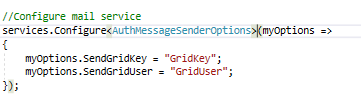 //Configure mail service
services.Configure<AuthMessageSenderOptions>(myOptions =>
{
myOptions.SendGridKey = "GridKey";
myOptions.SendGridUser = "GridUser";
});